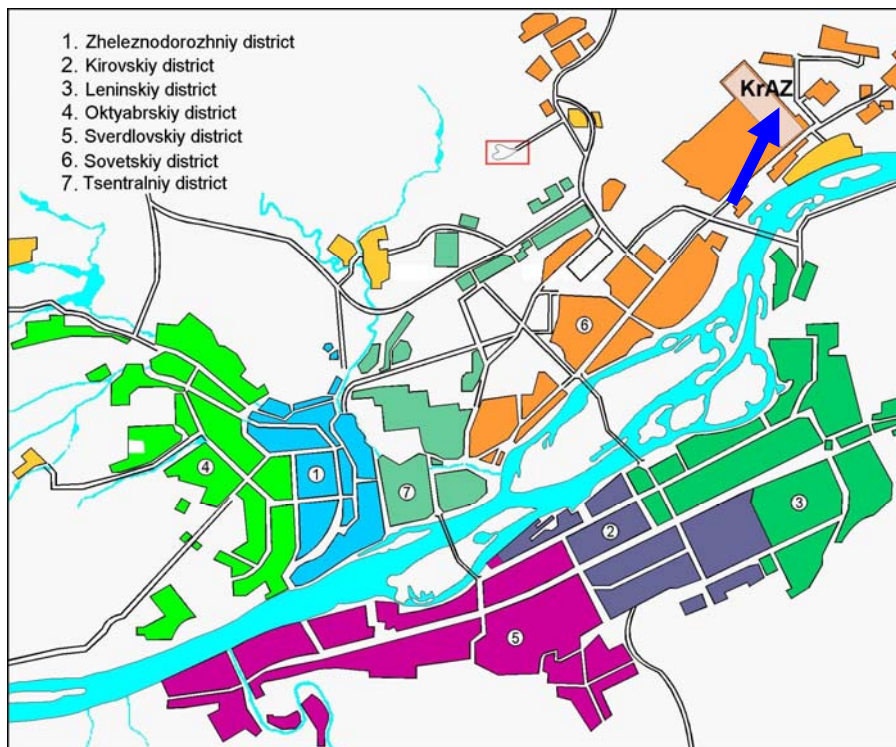 1. Zheleznodorozhniy district
2. Kirovskiy district
3. Leninskiy district
4. Oktyabrskiy district
5. Sverdlovskiy district
6. Sovetskiy district
7. Tsentralniy district
KrAZ
6
4
1
7
2
3
5